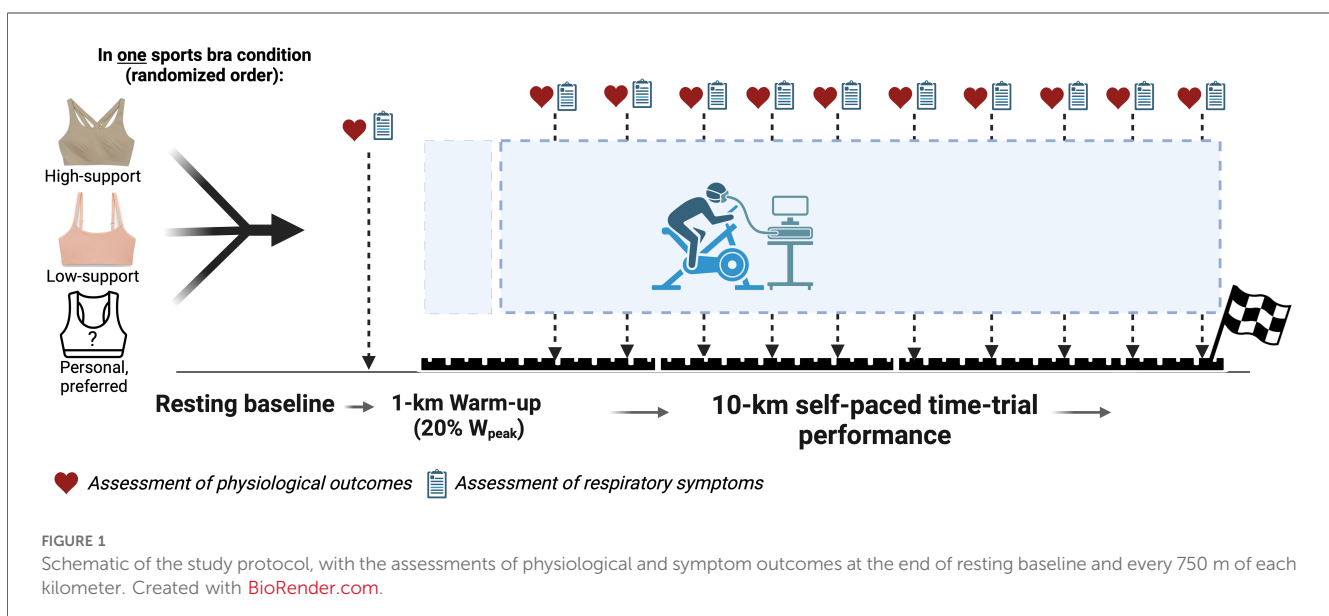 In one sports bra condition
(randomized order):
High-support
Low-support
?
Personal,
preferred
Resting baseline
1-km Warm-up
(20% Wpeak)
10-km self-paced time-trial
performance
Assessment of physiological outcomes
Assessment of respiratory symptoms
FIGURE 1
Schematic of the study protocol, with the assessments of physiological and symptom outcomes at the end of resting baseline and every 750 m of each
kilometer. Created with BioRender.com.